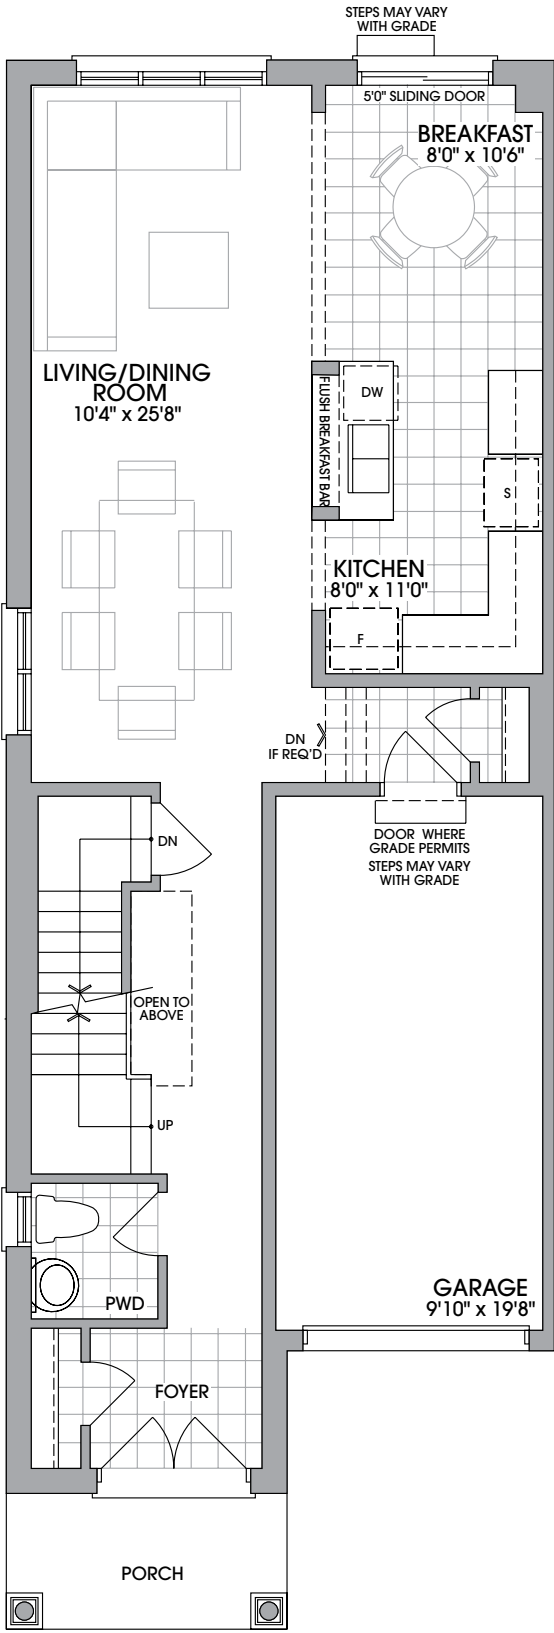 STEPS MAY VARY
WITH GRADE
5'0" SLIDING DOOR
BREAKFAST
8'0" x 10'6"
LIVING/DINING
ROOM
10'4" x 25'8"
DW
FLUSH BREAKFAST BAR
S
KITCHEN
8'0" x 11'0"
F
DN
IF REQ'D
DOOR WHERE
GRADE PERMITS
STEPS MAY VARY
WITH GRADE
DN
OPEN TO
ABOVE
UP
PWD
GARAGE
9'10" x 19'8"
FOYER
PORCH